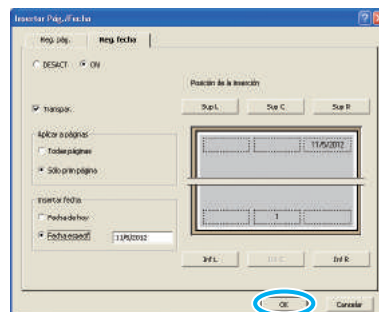 Insertar Pág./Fecha
Reg. pág. Reg. fecha
DESACT ON
Posición de la inserción
Transpar.
Sup L Sup C Sup R
Aplicar a páginas
Todas páginas
Sólo prim página
11/5/2012
Insertar fecha
Fecha de hoy
Fecha especif 11/5/2012
1
Inf L Inf C Inf R
OK Cancelar